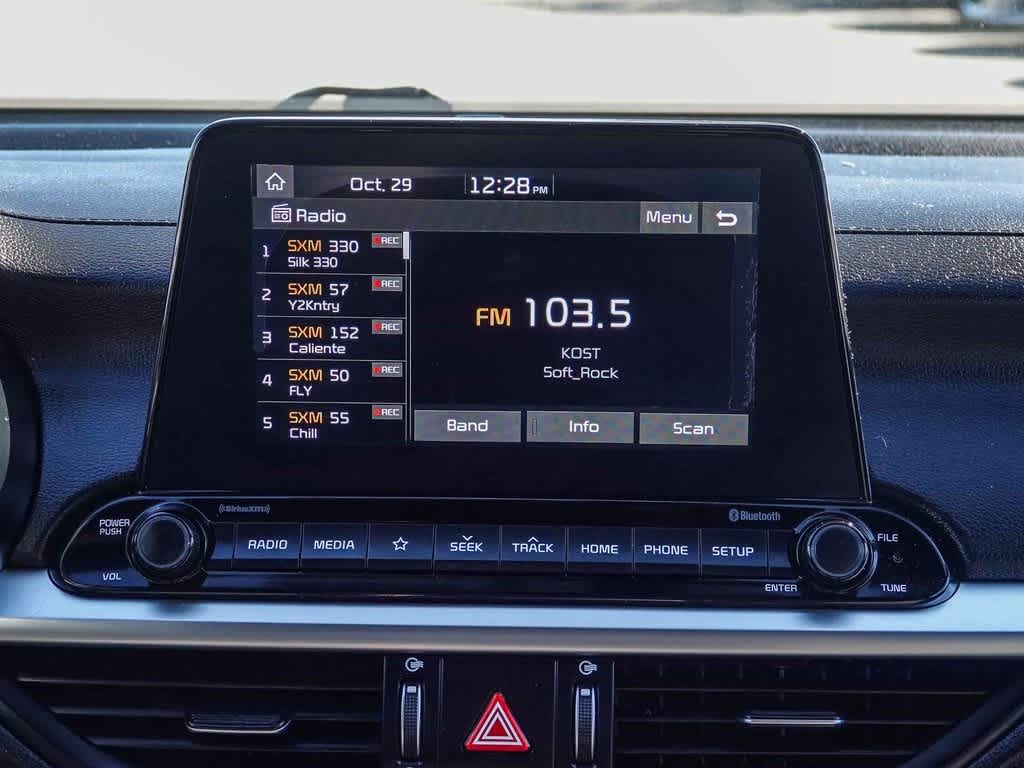 Oct. 29 12:28 PM
Radio Menu
1 SXM 330 REC
Silk 330
2 SXM 57 REC
Y2Kntry
3 SXM 152 REC
Caliente
4 SXM 50 REC
FLY
5 SXM 55 REC
Chill
FM 103.5
KOST
Soft_Rock
Band Info Scan
((SiriusXM)) Bluetooth
POWER
PUSH
VOL
RADIO MEDIA SEEK TRACK HOME PHONE SETUP
FILE
ENTER TUNE